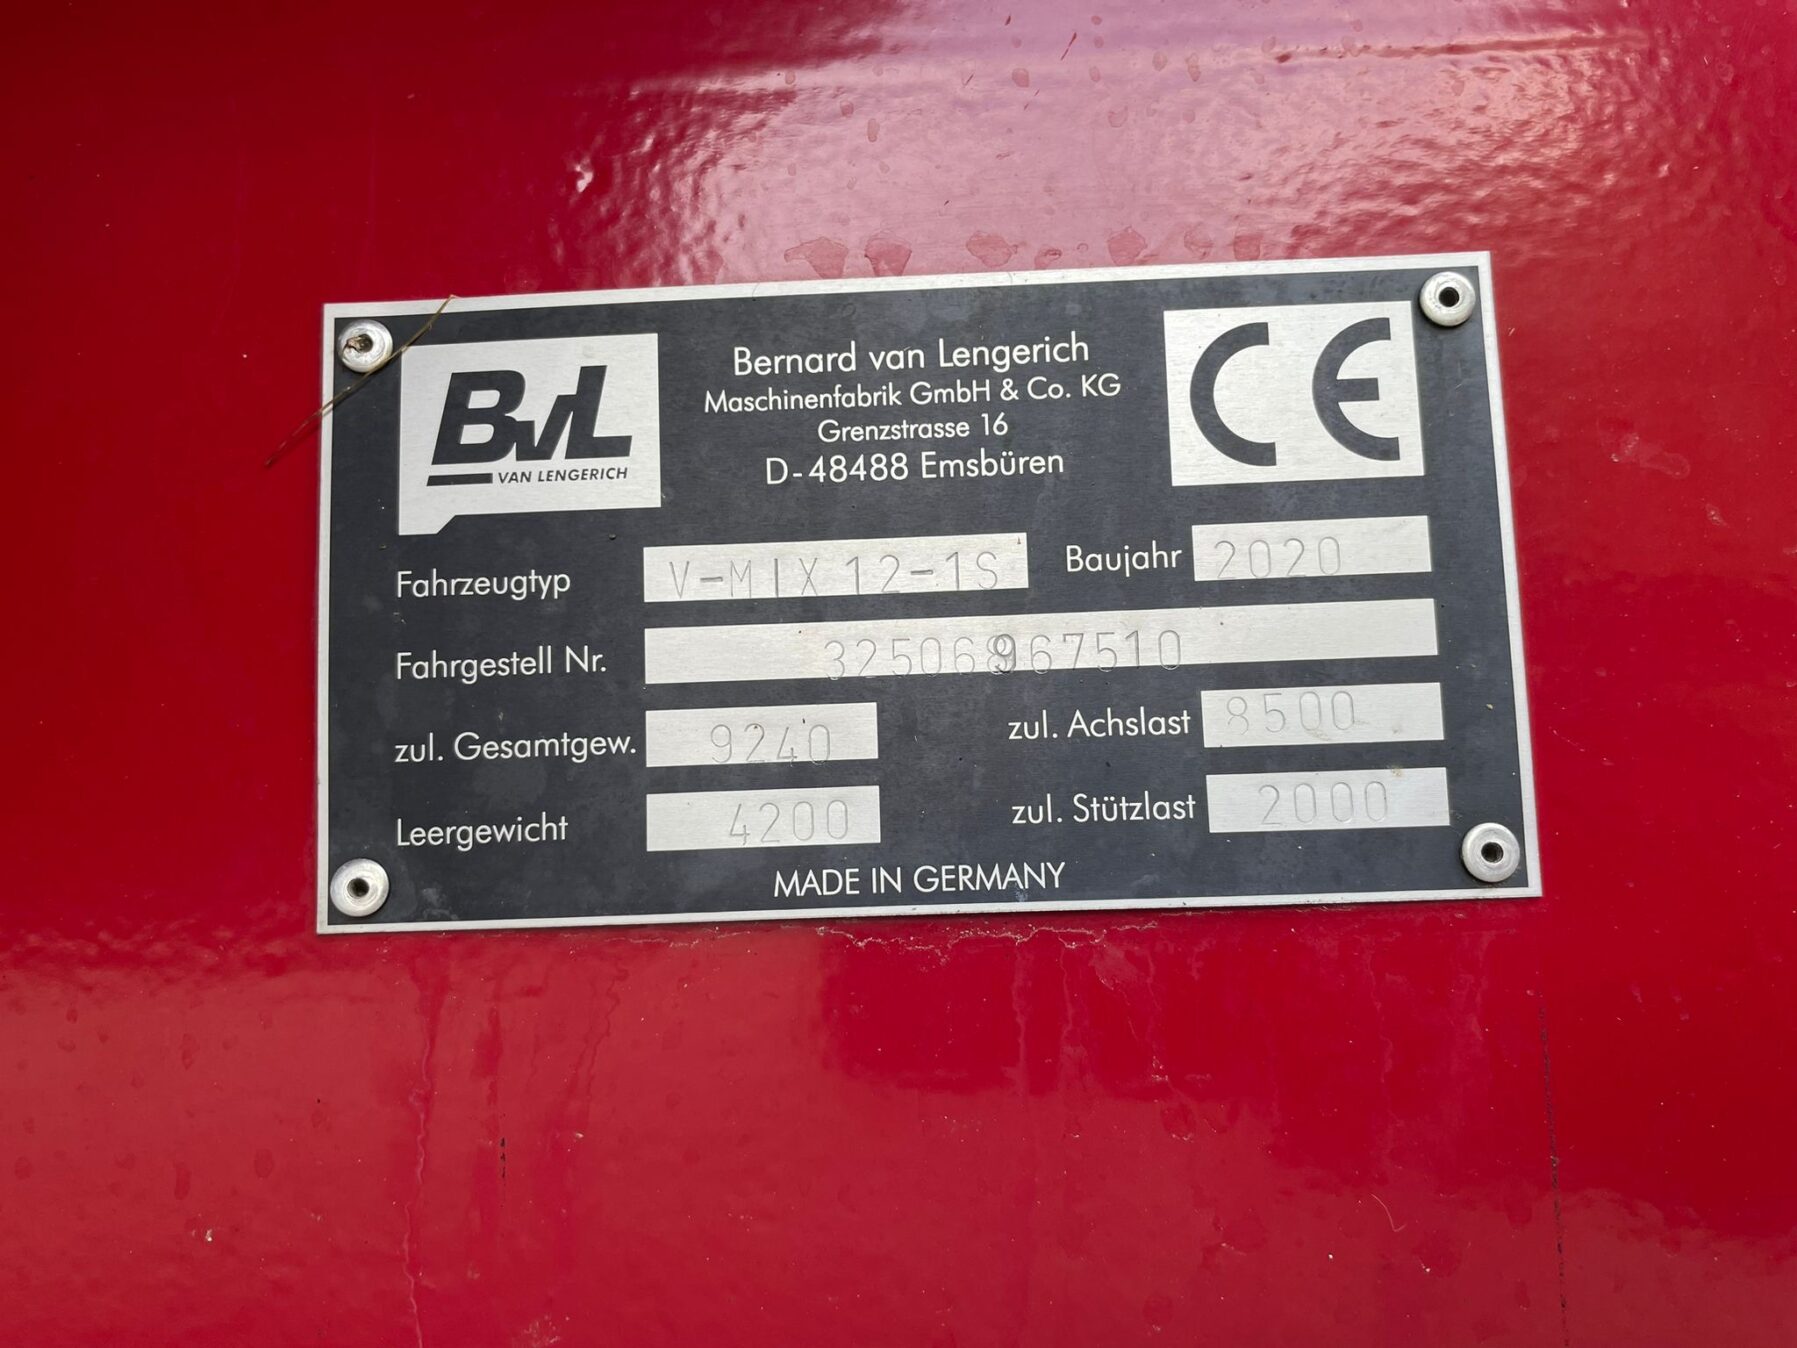 BvL
VAN LENGERICH
Bernard van Lengerich
Maschinenfabrik GmbH & Co. KG
Grenzstrasse 16
D-48488 Emsbüren
CE
Fahrzeugtyp V-MIX 12-1S Baujahr 2020
Fahrgestell Nr.
zul. Gesamtgew. 9240 zul. Achslast 8500
Leergewicht 4200 zul. Stützlast 2000
MADE IN GERMANY